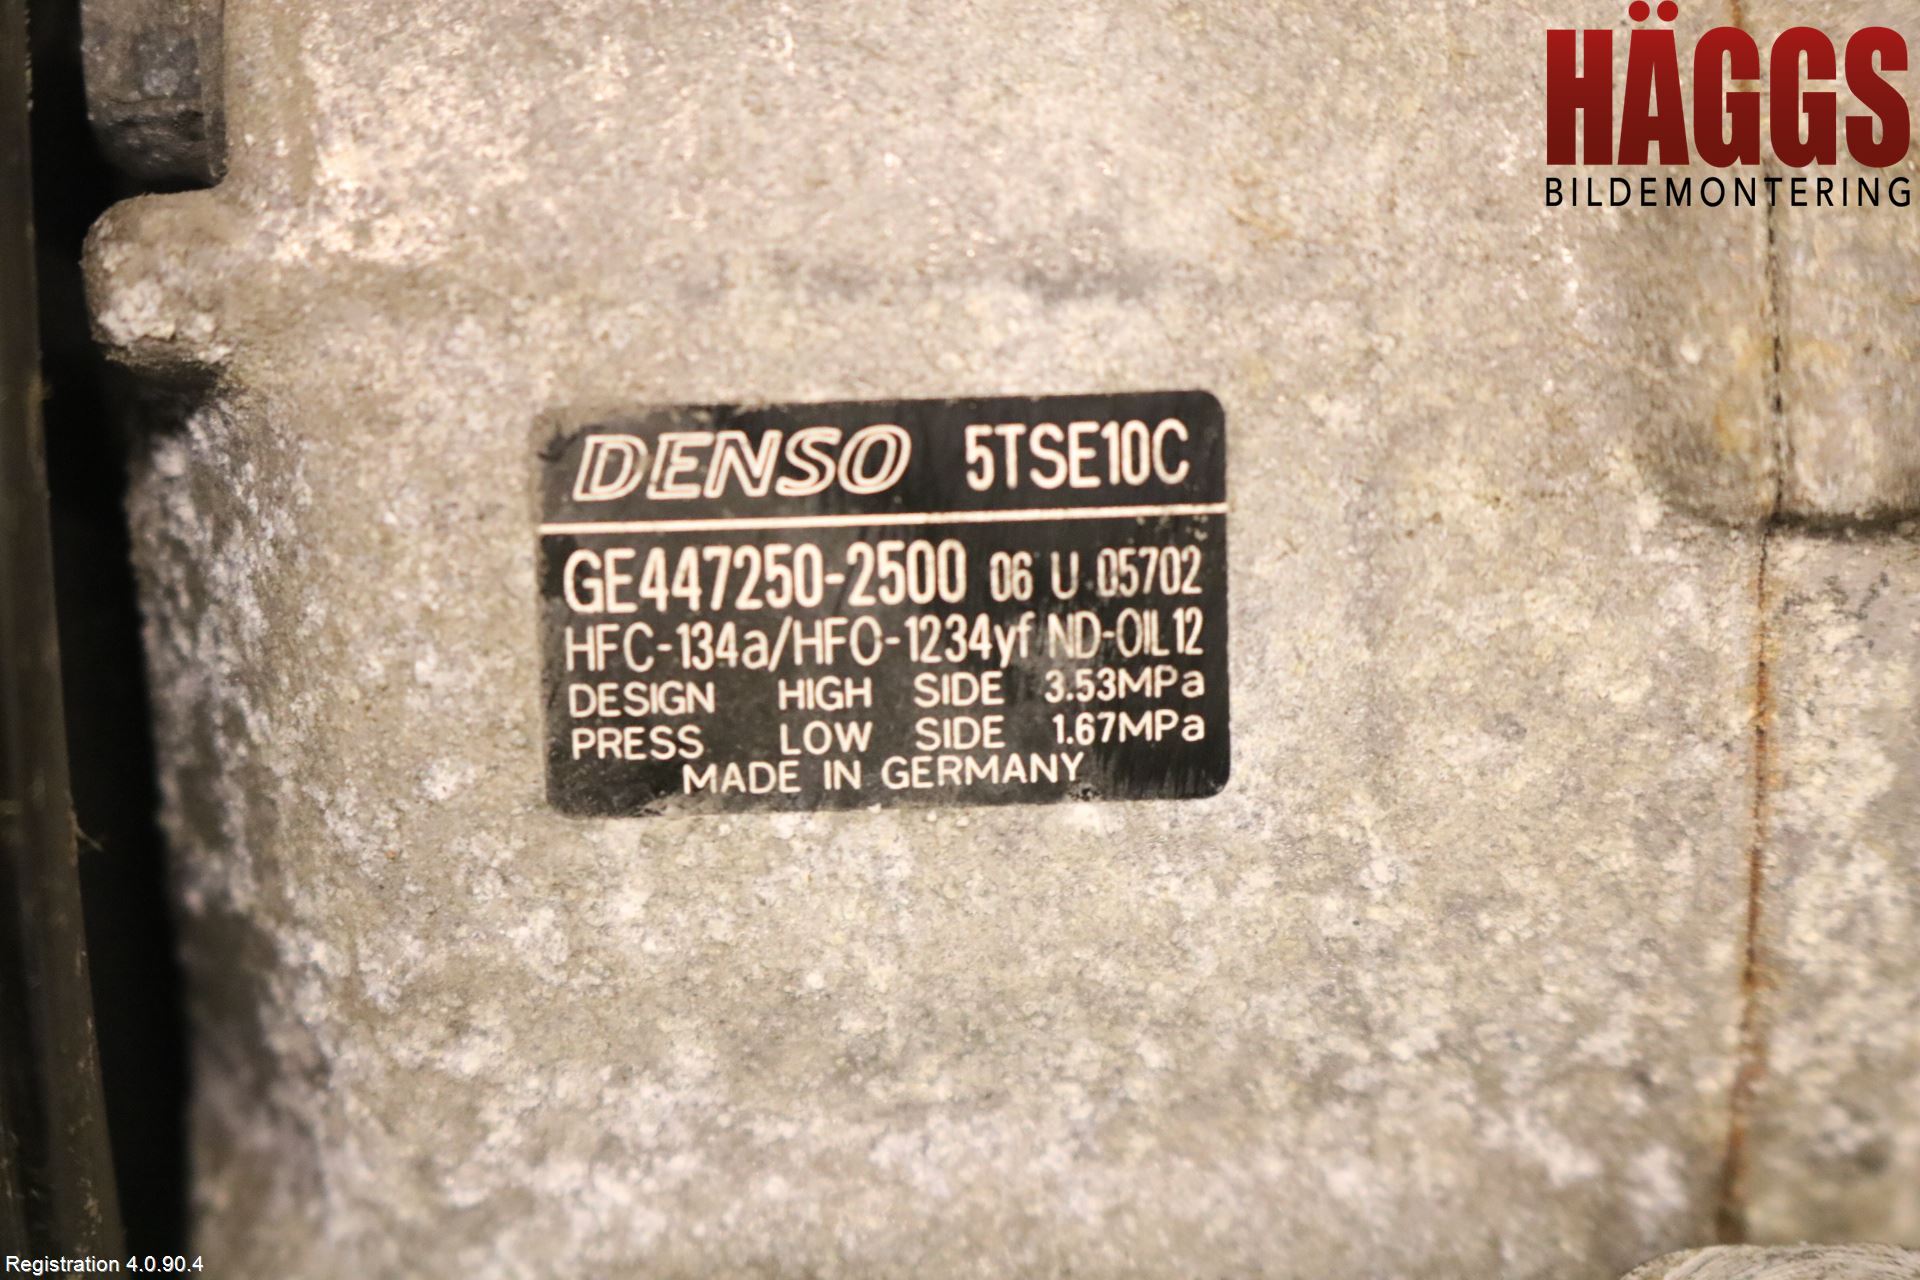 HÄGGS
BILDEMONTERING
DENSO 5TSE10C
GE447250-2500 06 U 05702
HFC-134a/HFO-1234yf ND-OIL12
DESIGN HIGH SIDE 3.53MPa
PRESS LOW SIDE 1.67MPa
MADE IN GERMANY
Registration 4.0.90.4